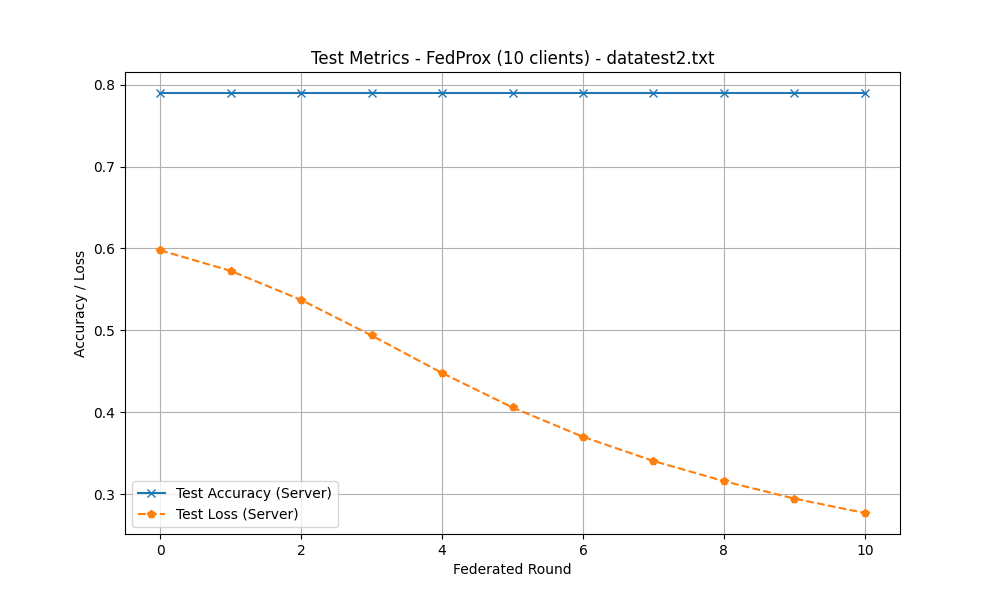 Test Metrics - FedProx (10 clients) - datatest2.txt
Accuracy / Loss
0.8
0.7
0.6
0.5
0.4
0.3
Test Accuracy (Server)
Test Loss (Server)
0 2 4 6 8 10
Federated Round